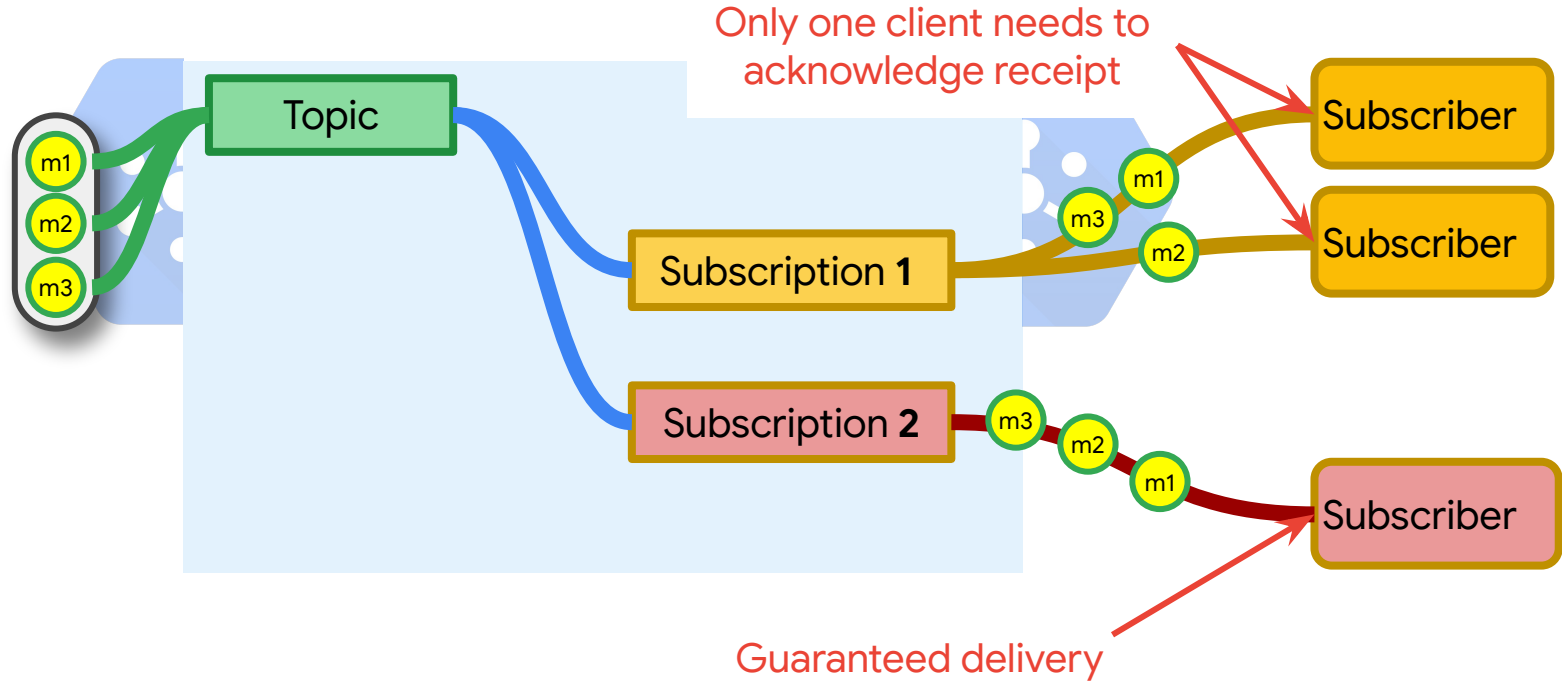 Only one client needs to
acknowledge receipt
Topic
Subscriber
m1
m1
m2
m3
m3
m2
Subscriber
Subscription 1
Subscription 2
m3
m2
m1
Subscriber
Guaranteed delivery